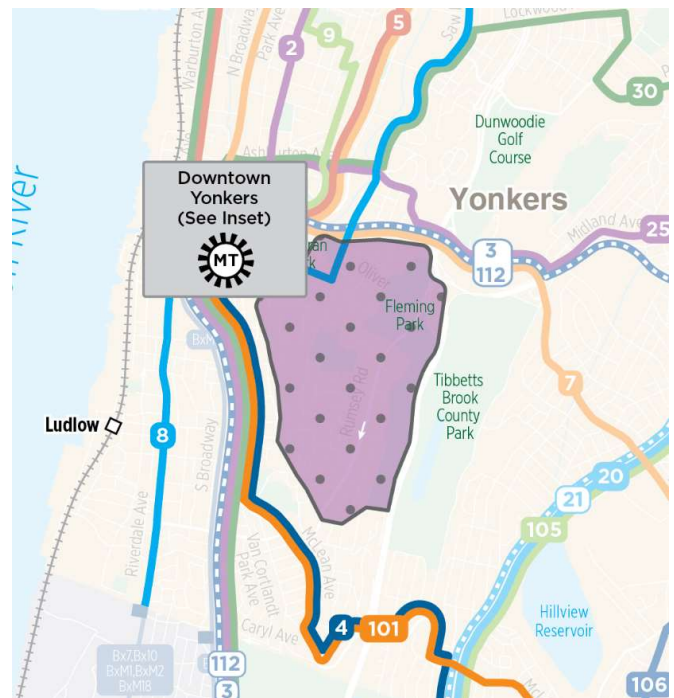 Warburton Ave
N Broadway
Park Ave
2
9
5
Saw
Lockwood
30
Dunwoodie
Golf
Course
Ashburton Ave
Downtown
Yonkers
(See Inset)
MT
Yonkers
Midland Ave
25
3
112
River
Oliver
Fleming
Park
Rumsey Rd
Tibbetts
Brook
County
Park
7
BxM
Ludlow
8
S Broadway
Riverdale Ave
20
21
105
Van Cortlandt
Park Ave
McLean Ave
Caryl Ave
4
101
Hillview
Reservoir
Bx7,Bx10
BxM1,BxM2
BxM18
112
3
106